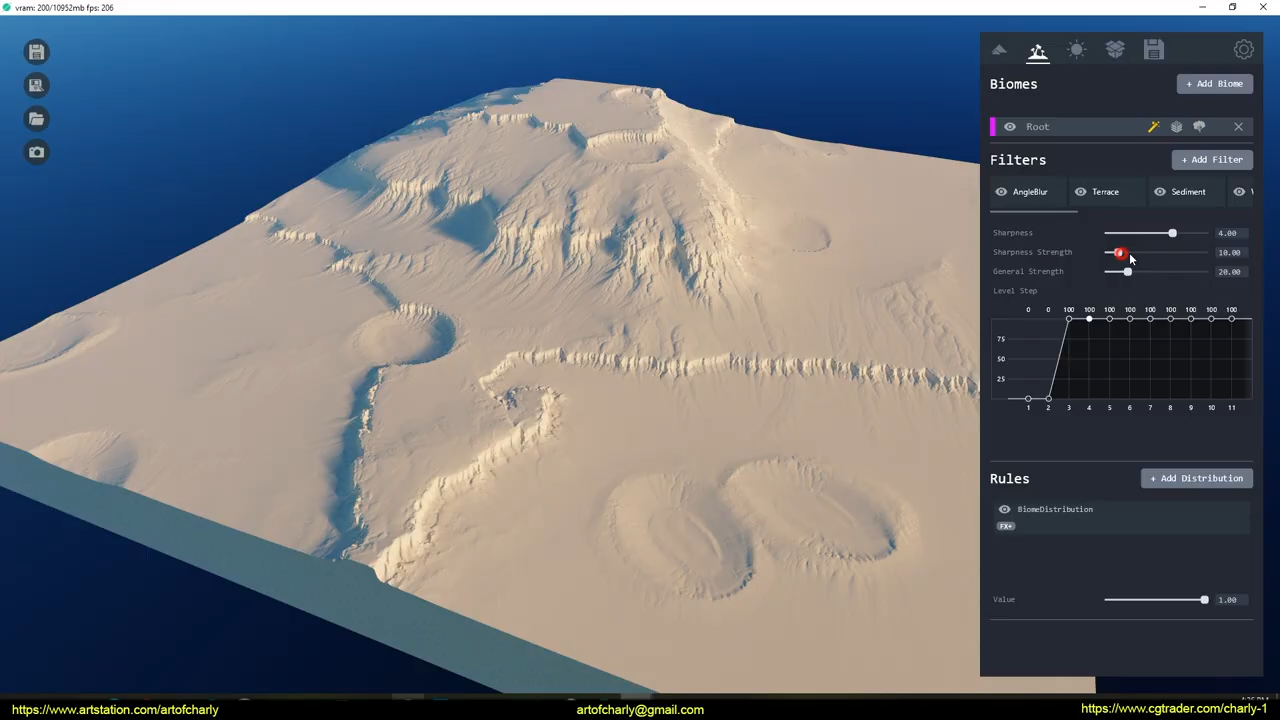 vram: 200/10952mb fps: 206
Biomes
+ Add Biome
Root
Filters
+ Add Filter
AngleBlur
Terrace
Sediment
Sharpness
4.00
Sharpness Strength
10.00
General Strength
20.00
Level Step
0 0 100 100 100 100 100 100 100 100 100
75
50
25
1 2 3 4 5 6 7 8 9 10 11
Rules
+ Add Distribution
BiomeDistribution
FX+
Value
1.00
https://www.artstation.com/artofcharly
artofcharly@gmail.com
https://www.cgtrader.com/charly-1